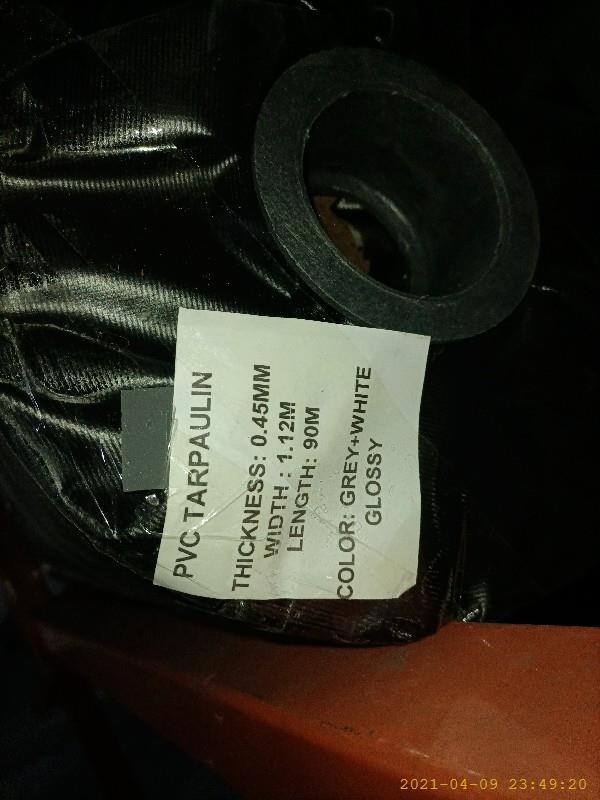 PVC TARPAULIN
THICKNESS: 0.45MM
WIDTH : 1.12M
LENGTH: 90M
COLOR: GREY+WHITE
GLOSSY
2021-04-09 23:49:20